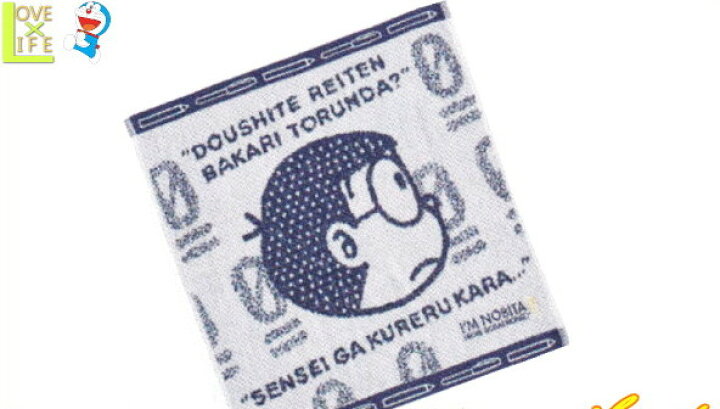 LOVE
×
LIFE
"DOUSHITE REITEN
BAKARI TORUNDA?"
"SENSEI GA KURERU KARA..."
I'M NOBITA